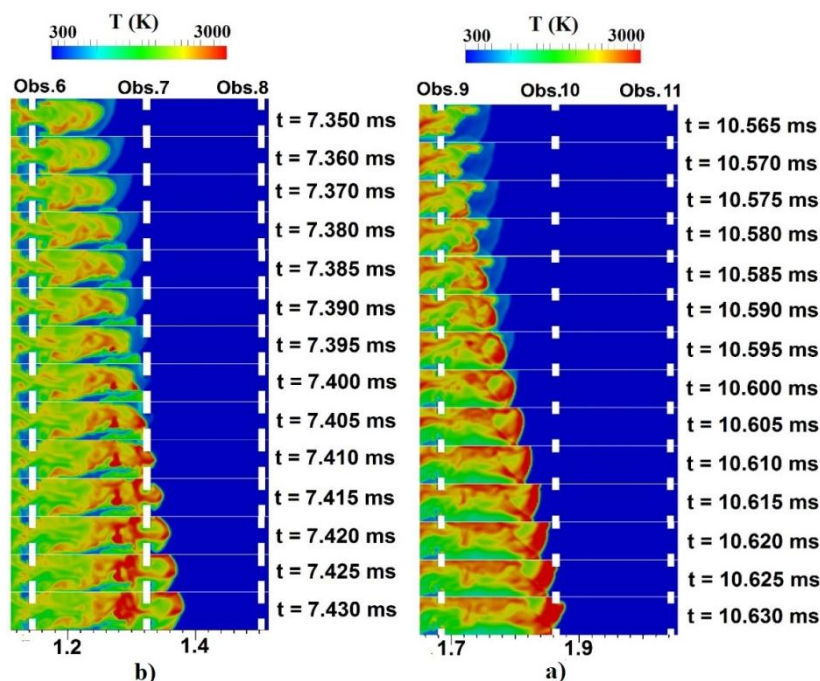 T (K)
300 3000
Obs.6 Obs.7 Obs.8
t = 7.350 ms
t = 7.360 ms
t = 7.370 ms
t = 7.380 ms
t = 7.385 ms
t = 7.390 ms
t = 7.395 ms
t = 7.400 ms
t = 7.405 ms
t = 7.410 ms
t = 7.415 ms
t = 7.420 ms
t = 7.425 ms
t = 7.430 ms
1.2 1.4
b)
T (K)
300 3000
Obs.9 Obs.10 Obs.11
t = 10.565 ms
t = 10.570 ms
t = 10.575 ms
t = 10.580 ms
t = 10.585 ms
t = 10.590 ms
t = 10.595 ms
t = 10.600 ms
t = 10.605 ms
t = 10.610 ms
t = 10.615 ms
t = 10.620 ms
t = 10.625 ms
t = 10.630 ms
1.7 1.9
a)